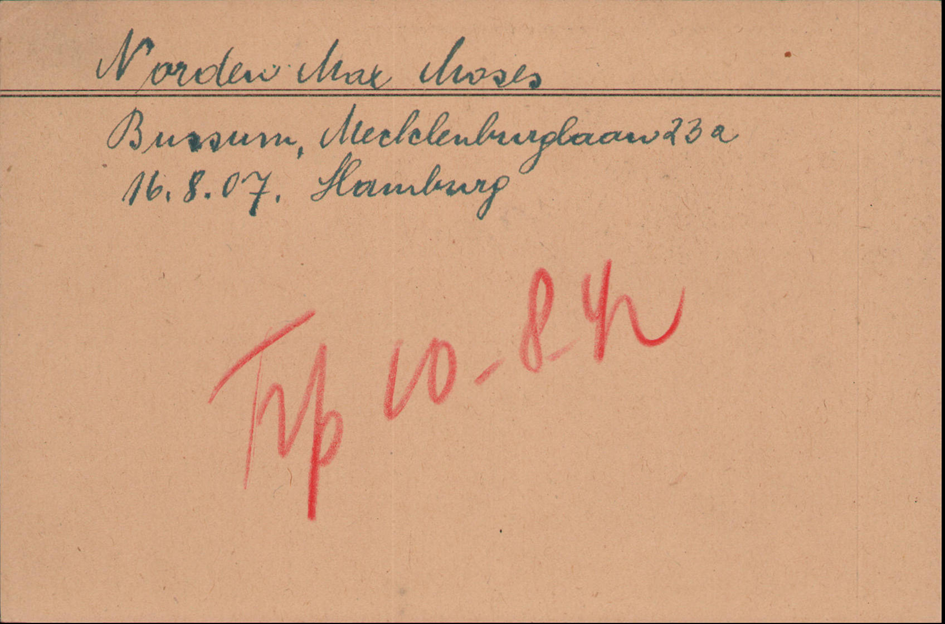 Norden Max Moses
Bussum, Mecklenburglaan 23a
16.8.07. Hamburg
Trp 10-8-42